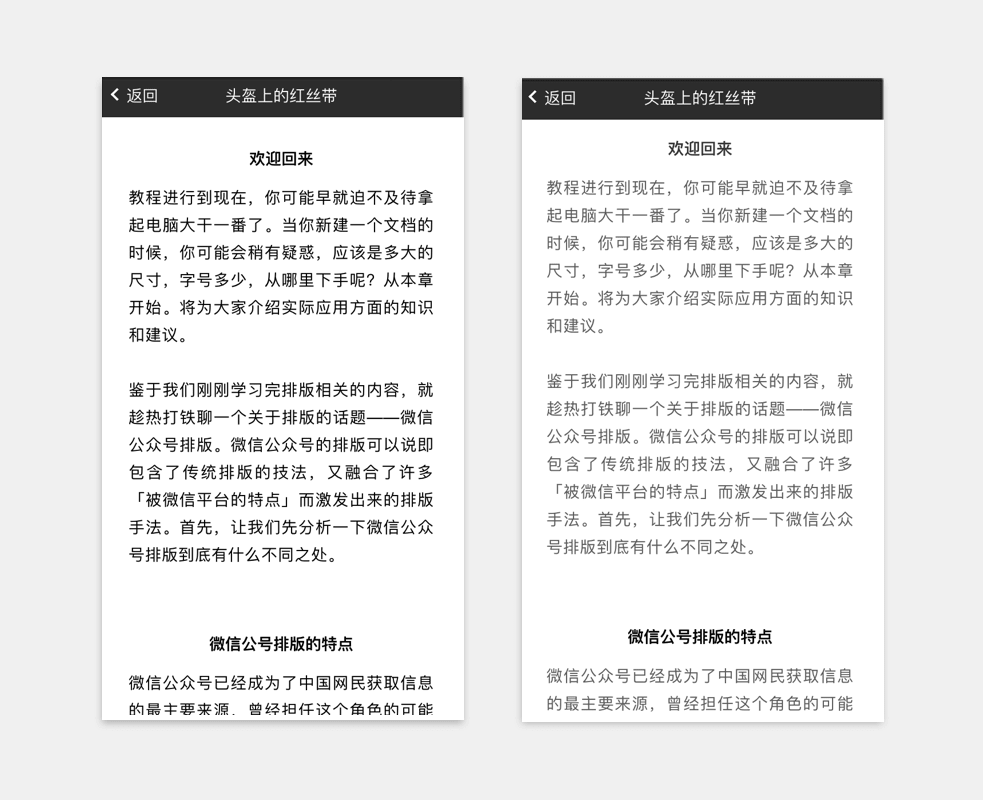 返回 头盔上的红丝带
欢迎回来
教程进行到现在，你可能早就迫不及待拿
起电脑大干一番了。当你新建一个文档的
时候，你可能会稍有疑惑，应该是多大的
尺寸，字号多少，从哪里下手呢？从本章
开始。将为大家介绍实际应用方面的知识
和建议。
鉴于我们刚刚学习完排版相关的内容，就
趁热打铁聊一个关于排版的话题——微信
公众号排版。微信公众号的排版可以说即
包含了传统排版的技法，又融合了许多
「被微信平台的特点」而激发出来的排版
手法。首先，让我们先分析一下微信公众
号排版到底有什么不同之处。
微信公号排版的特点
微信公众号已经成为了中国网民获取信息
的最主要来源，曾经担任这个角色的可能
返回 头盔上的红丝带
欢迎回来
教程进行到现在，你可能早就迫不及待拿
起电脑大干一番了。当你新建一个文档的
时候，你可能会稍有疑惑，应该是多大的
尺寸，字号多少，从哪里下手呢？从本章
开始。将为大家介绍实际应用方面的知识
和建议。
鉴于我们刚刚学习完排版相关的内容，就
趁热打铁聊一个关于排版的话题——微信
公众号排版。微信公众号的排版可以说即
包含了传统排版的技法，又融合了许多
「被微信平台的特点」而激发出来的排版
手法。首先，让我们先分析一下微信公众
号排版到底有什么不同之处。
微信公号排版的特点
微信公众号已经成为了中国网民获取信息
的最主要来源，曾经担任这个角色的可能